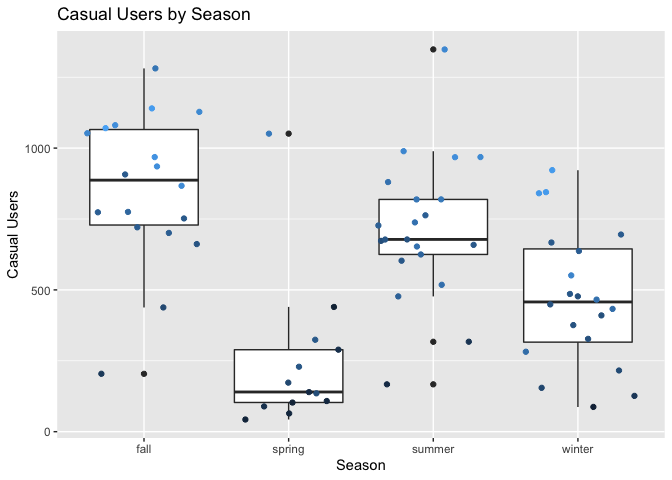 Casual Users by Season
Casual Users
1000
500
0
fall spring summer winter
Season